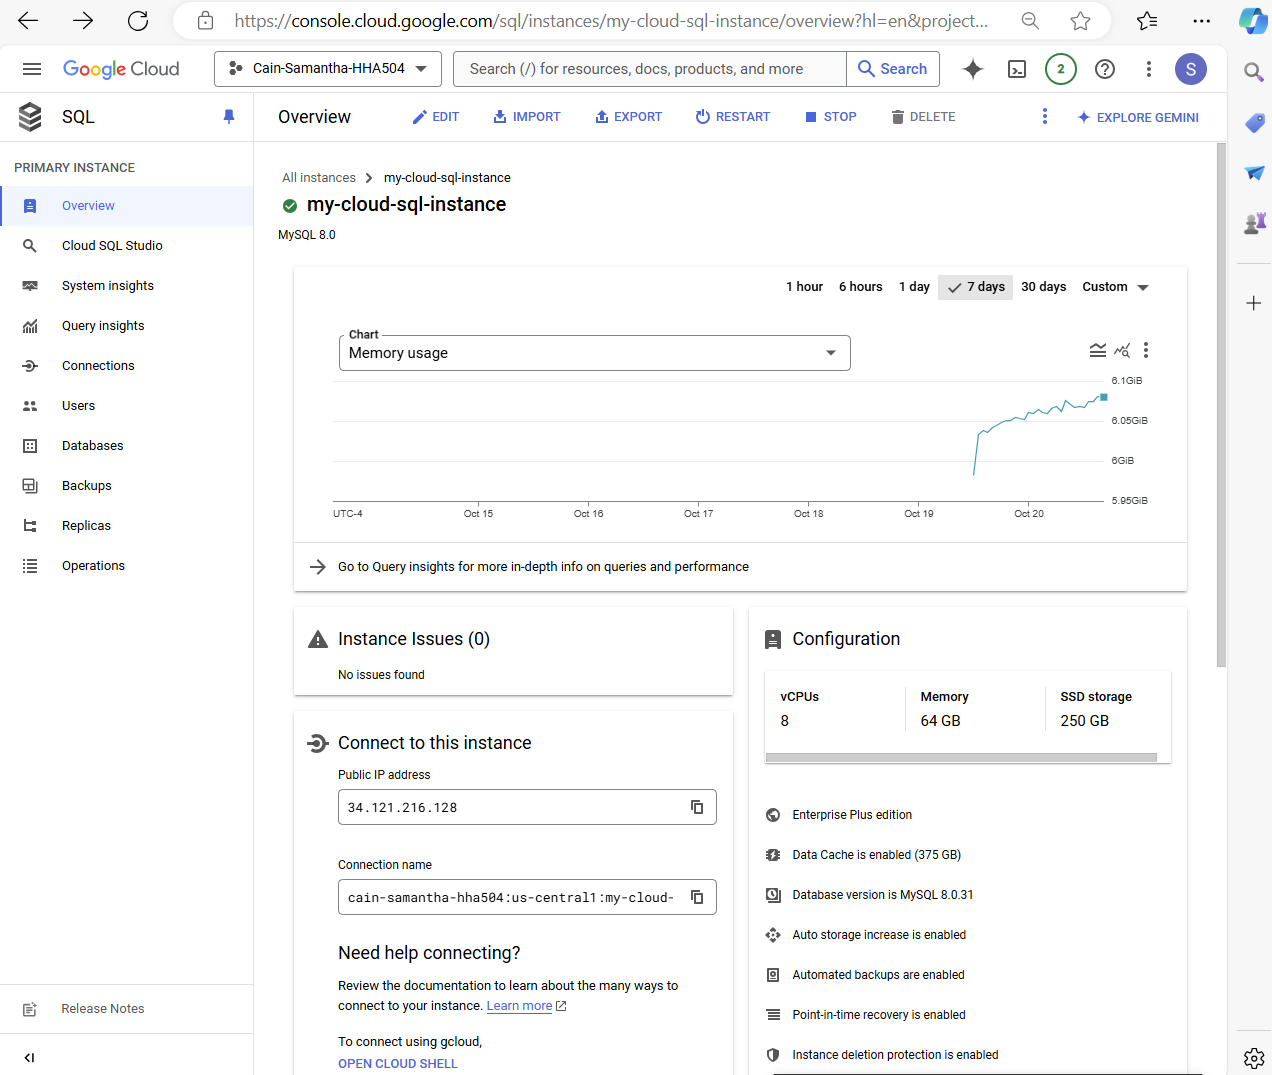 https://console.cloud.google.com/sql/instances/my-cloud-sql-instance/overview?hl=en&project...
Google Cloud
Cain-Samantha-HHA504
Search (/) for resources, docs, products, and more
Search
2
S
SQL
Overview
EDIT
IMPORT
EXPORT
RESTART
STOP
DELETE
EXPLORE GEMINI
PRIMARY INSTANCE
Overview
Cloud SQL Studio
System insights
Query insights
Connections
Users
Databases
Backups
Replicas
Operations
Release Notes
All instances > my-cloud-sql-instance
my-cloud-sql-instance
MySQL 8.0
1 hour 6 hours 1 day 7 days 30 days Custom
Chart
Memory usage
6.1GiB
6.05GiB
6GiB
5.95GiB
UTC-4 Oct 15 Oct 16 Oct 17 Oct 18 Oct 19 Oct 20
Go to Query insights for more in-depth info on queries and performance
Instance Issues (0)
No issues found
Connect to this instance
Public IP address
34.121.216.128
Connection name
cain-samantha-hha504:us-central1:my-cloud-
Need help connecting?
Review the documentation to learn about the many ways to
connect to your instance. Learn more
To connect using gcloud,
OPEN CLOUD SHELL
Configuration
vCPUs Memory SSD storage
8 64 GB 250 GB
Enterprise Plus edition
Data Cache is enabled (375 GB)
Database version is MySQL 8.0.31
Auto storage increase is enabled
Automated backups are enabled
Point-in-time recovery is enabled
Instance deletion protection is enabled